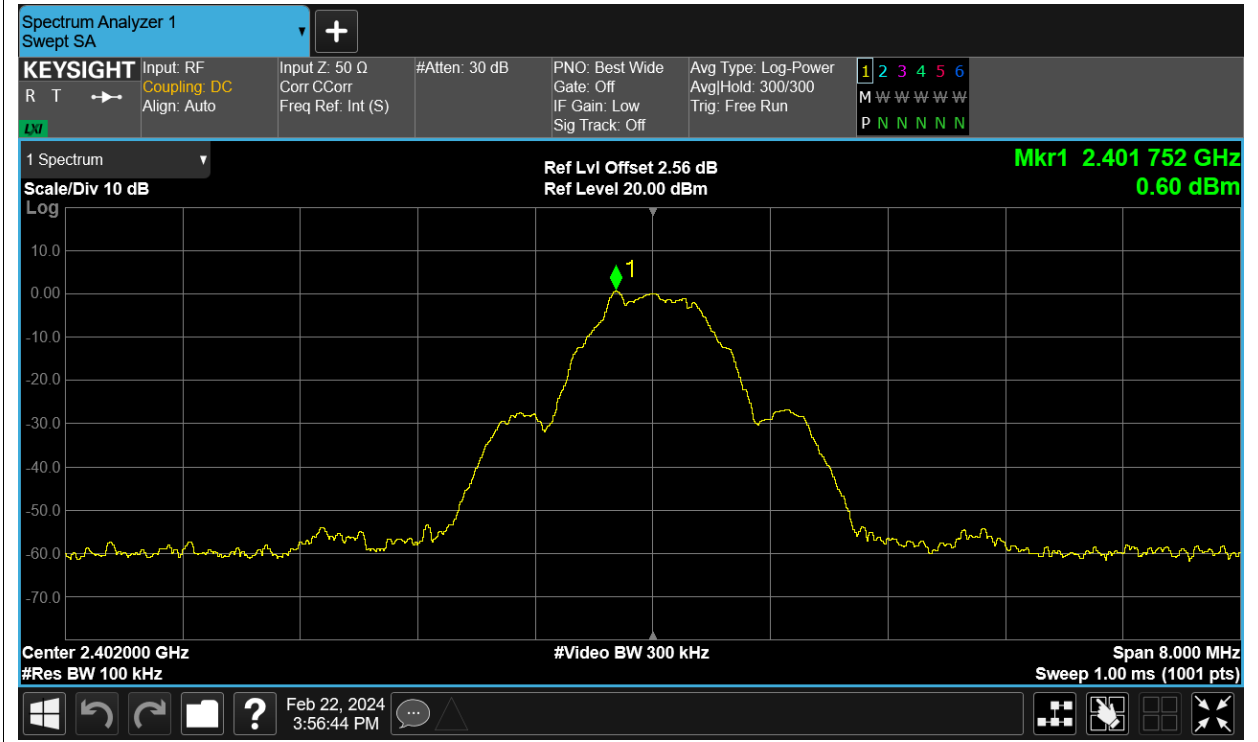 Spectrum Analyzer 1
Swept SA
KEYSIGHT
R T
LXI
Input: RF
Coupling: DC
Align: Auto
Input Z: 50 Ω
Corr CCorr
Freq Ref: Int (S)
#Atten: 30 dB
PNO: Best Wide
Gate: Off
IF Gain: Low
Sig Track: Off
Avg Type: Log-Power
Avg|Hold: 300/300
Trig: Free Run
1 2 3 4 5 6
M W W W W W
P N N N N N
1 Spectrum
Scale/Div 10 dB
Log
Ref Lvl Offset 2.56 dB
Ref Level 20.00 dBm
Mkr1 2.401 752 GHz
0.60 dBm
1
10.0
0.00
-10.0
-20.0
-30.0
-40.0
-50.0
-60.0
-70.0
Center 2.402000 GHz
#Res BW 100 kHz
#Video BW 300 kHz
Span 8.000 MHz
Sweep 1.00 ms (1001 pts)
?
Feb 22, 2024
3:56:44 PM